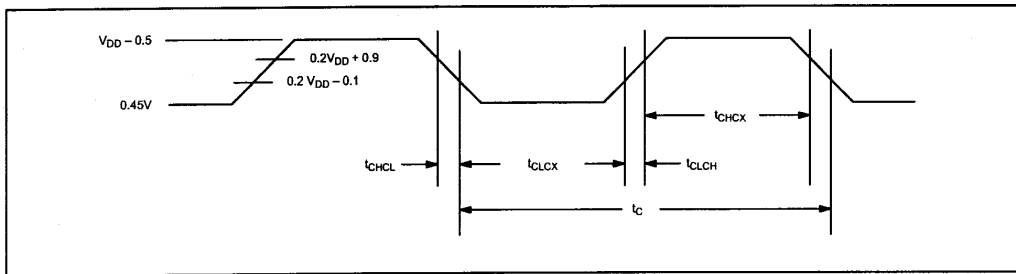 VDD – 0.5
0.2VDD + 0.9
0.2 VDD – 0.1
0.45V
tCHCX
tCHCL
tCLCX
tCLCH
tC